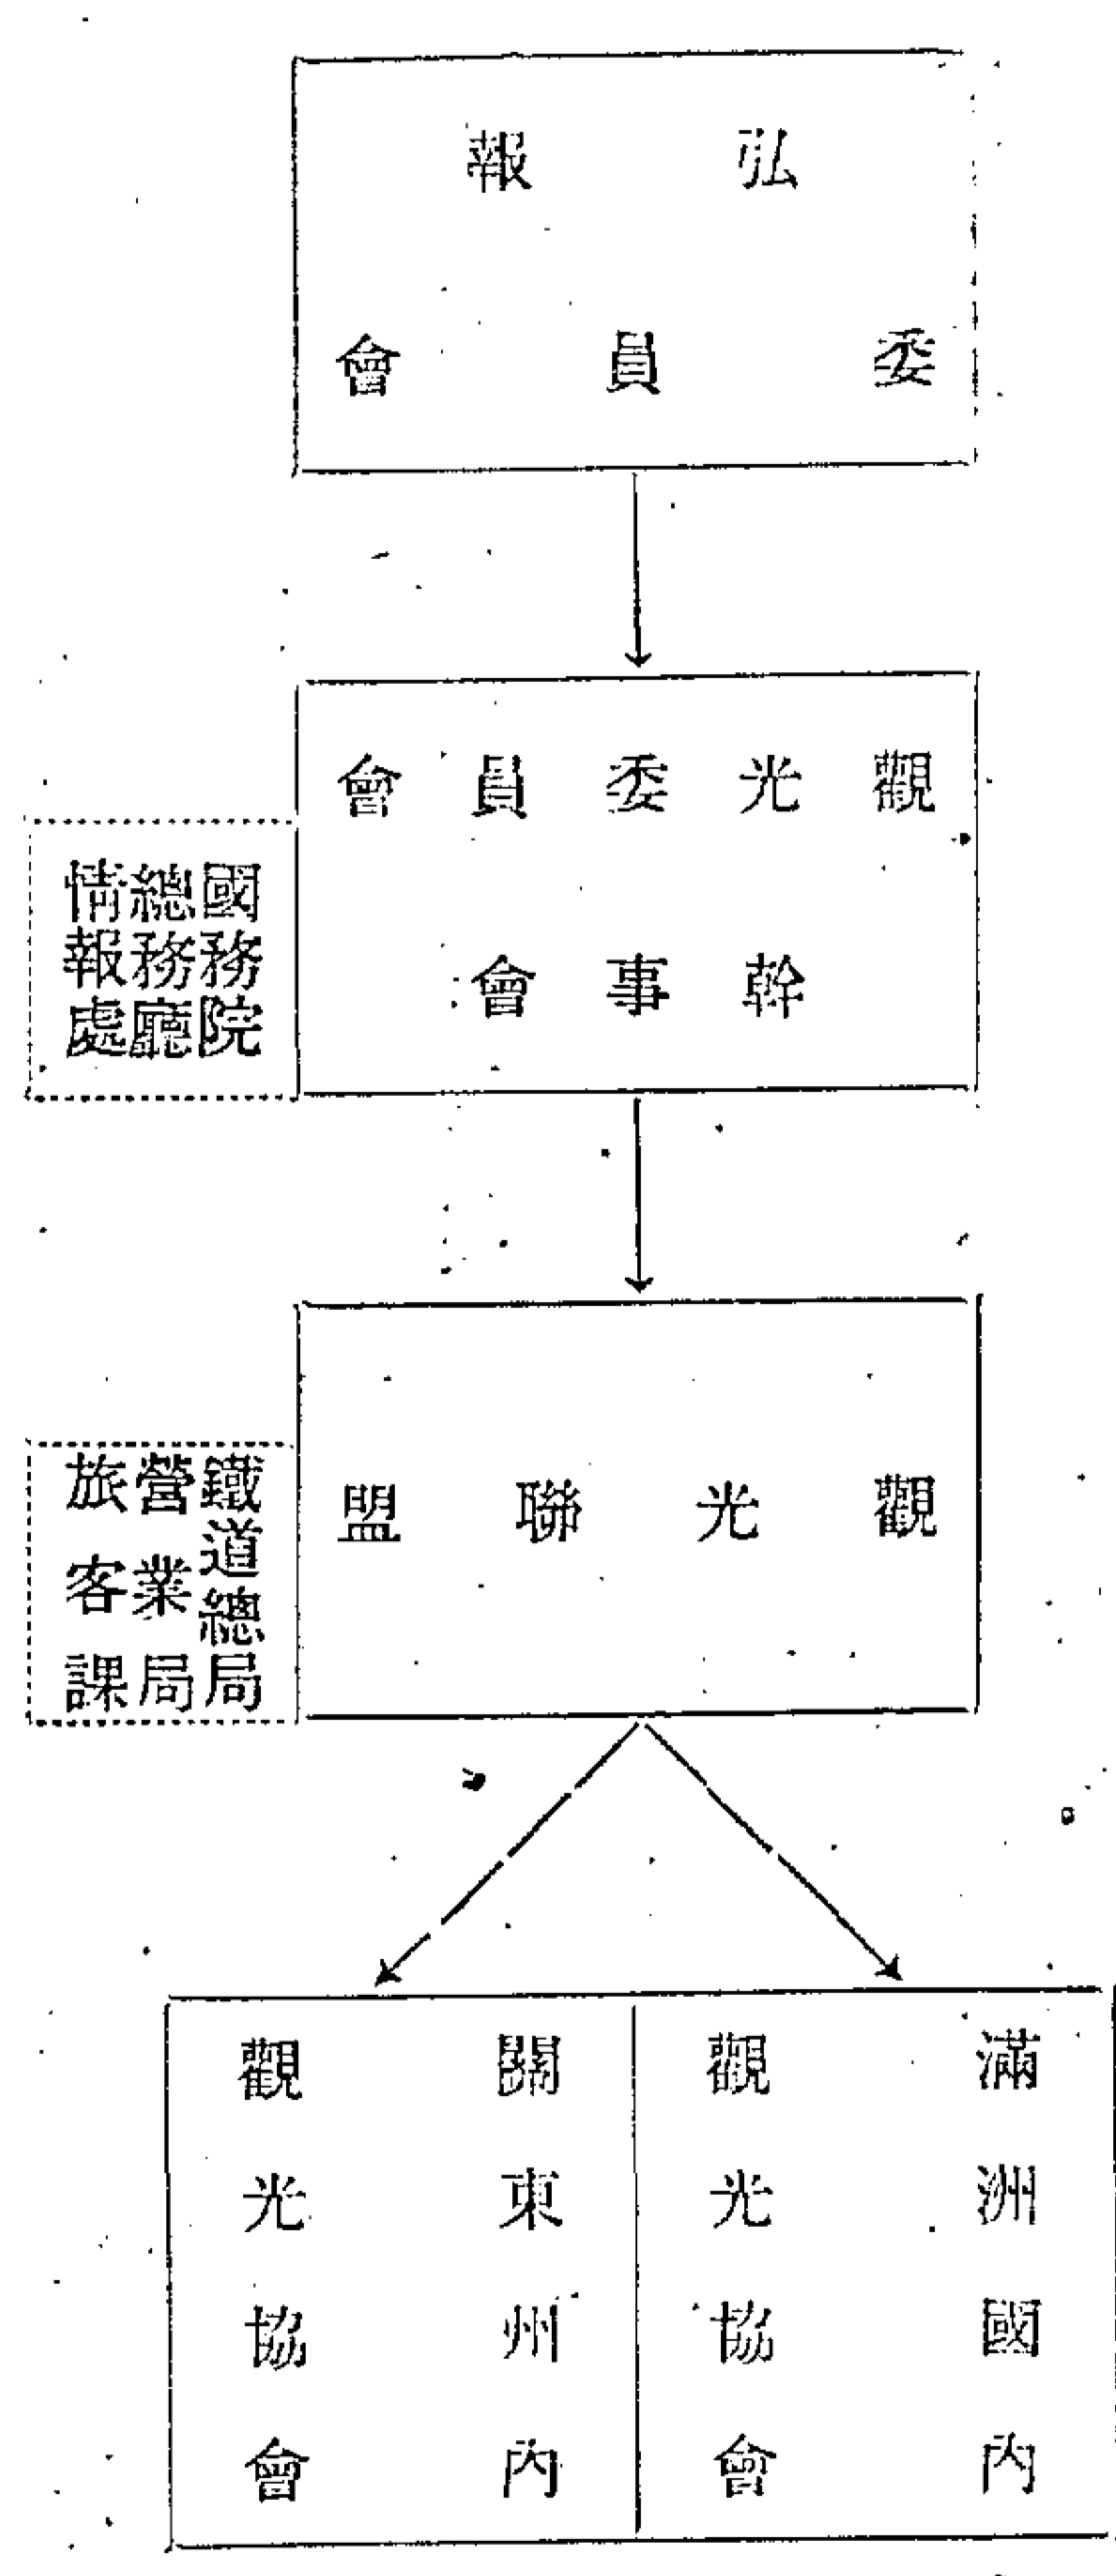 弘報
委員會
觀光委員會
幹事會
國務院
總務廳
情報處
觀光聯盟
鐵道總局
營業局
旅客課
滿洲國內
觀光協會
關東州內
觀光協會